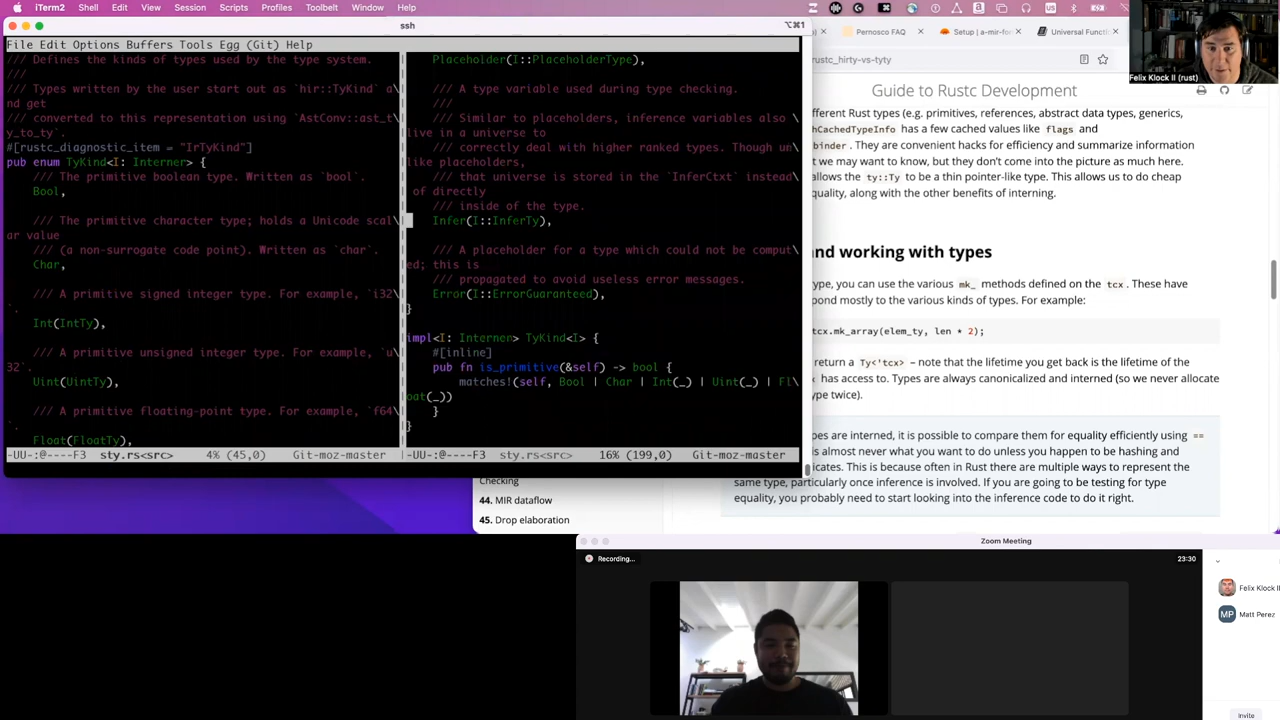 iTerm2 Shell Edit View Session Scripts Profiles Toolbelt Window Help
ssh
⌥⌘1
File Edit Options Buffers Tools Egg (Git) Help
/// Defines the kinds of types used by the type system.
///
/// Types written by the user start out as `hir::TyKind` a\
nd get
/// converted to this representation using `AstConv::ast_t\
y_to_ty`.
#[rustc_diagnostic_item = "IrTyKind"]
pub enum TyKind<I: Interner> {
/// The primitive boolean type. Written as `bool`.
Bool,
/// The primitive character type; holds a Unicode scal\
ar value
/// (a non-surrogate code point). Written as `char`.
Char,
/// A primitive signed integer type. For example, `i32\
`.
Int(IntTy),
/// A primitive unsigned integer type. For example, `u\
32`.
Uint(UintTy),
/// A primitive floating-point type. For example, `f64\
`.
Float(FloatTy),
-UU-:@----F3 sty.rs<src> 4% (45,0) Git-moz-master
Placeholder(I::PlaceholderType),
/// A type variable used during type checking.
///
/// Similar to placeholders, inference variables also \
live in a universe to
/// correctly deal with higher ranked types. Though un\
like placeholders,
/// that universe is stored in the `InferCtxt` instead\
of directly
/// inside of the type.
Infer(I::InferTy),
/// A placeholder for a type which could not be comput\
ed; this is
/// propagated to avoid useless error messages.
Error(I::ErrorGuaranteed),
}
impl<I: Interner> TyKind<I> {
#[inline]
pub fn is_primitive(&self) -> bool {
matches!(self, Bool | Char | Int(_) | Uint(_) | Fl\
oat(_))
}
}
-UU-:@----F3 sty.rs<src> 16% (199,0) Git-moz-master
Pernosco FAQ
Setup | a-mir-for
Universal Functi
rustc_hirty-vs-tyty
Felix Klock II (rust)
Guide to Rustc Development
fferent Rust types (e.g. primitives, references, abstract data types, generics,
hCachedTypeInfo has a few cached values like flags and
binder. They are convenient hacks for efficiency and summarize information
t we may want to know, but they don't come into the picture as much here.
allows the ty::Ty to be a thin pointer-like type. This allows us to do cheap
equality, along with the other benefits of interning.
and working with types
ype, you can use the various mk_ methods defined on the tcx. These have
pond mostly to the various kinds of types. For example:
tcx.mk_array(elem_ty, len * 2);
return a Ty<'tcx> – note that the lifetime you get back is the lifetime of the
x has access to. Types are always canonicalized and interned (so we never allocate
ype twice).
pes are interned, it is possible to compare them for equality efficiently using ==
is almost never what you want to do unless you happen to be hashing and
icates. This is because often in Rust there are multiple ways to represent the
same type, particularly once inference is involved. If you are going to be testing for type
equality, you probably need to start looking into the inference code to do it right.
Checking
44. MIR dataflow
45. Drop elaboration
Zoom Meeting
Recording...
23:30
Felix Klock II
MP Matt Perez
Invite